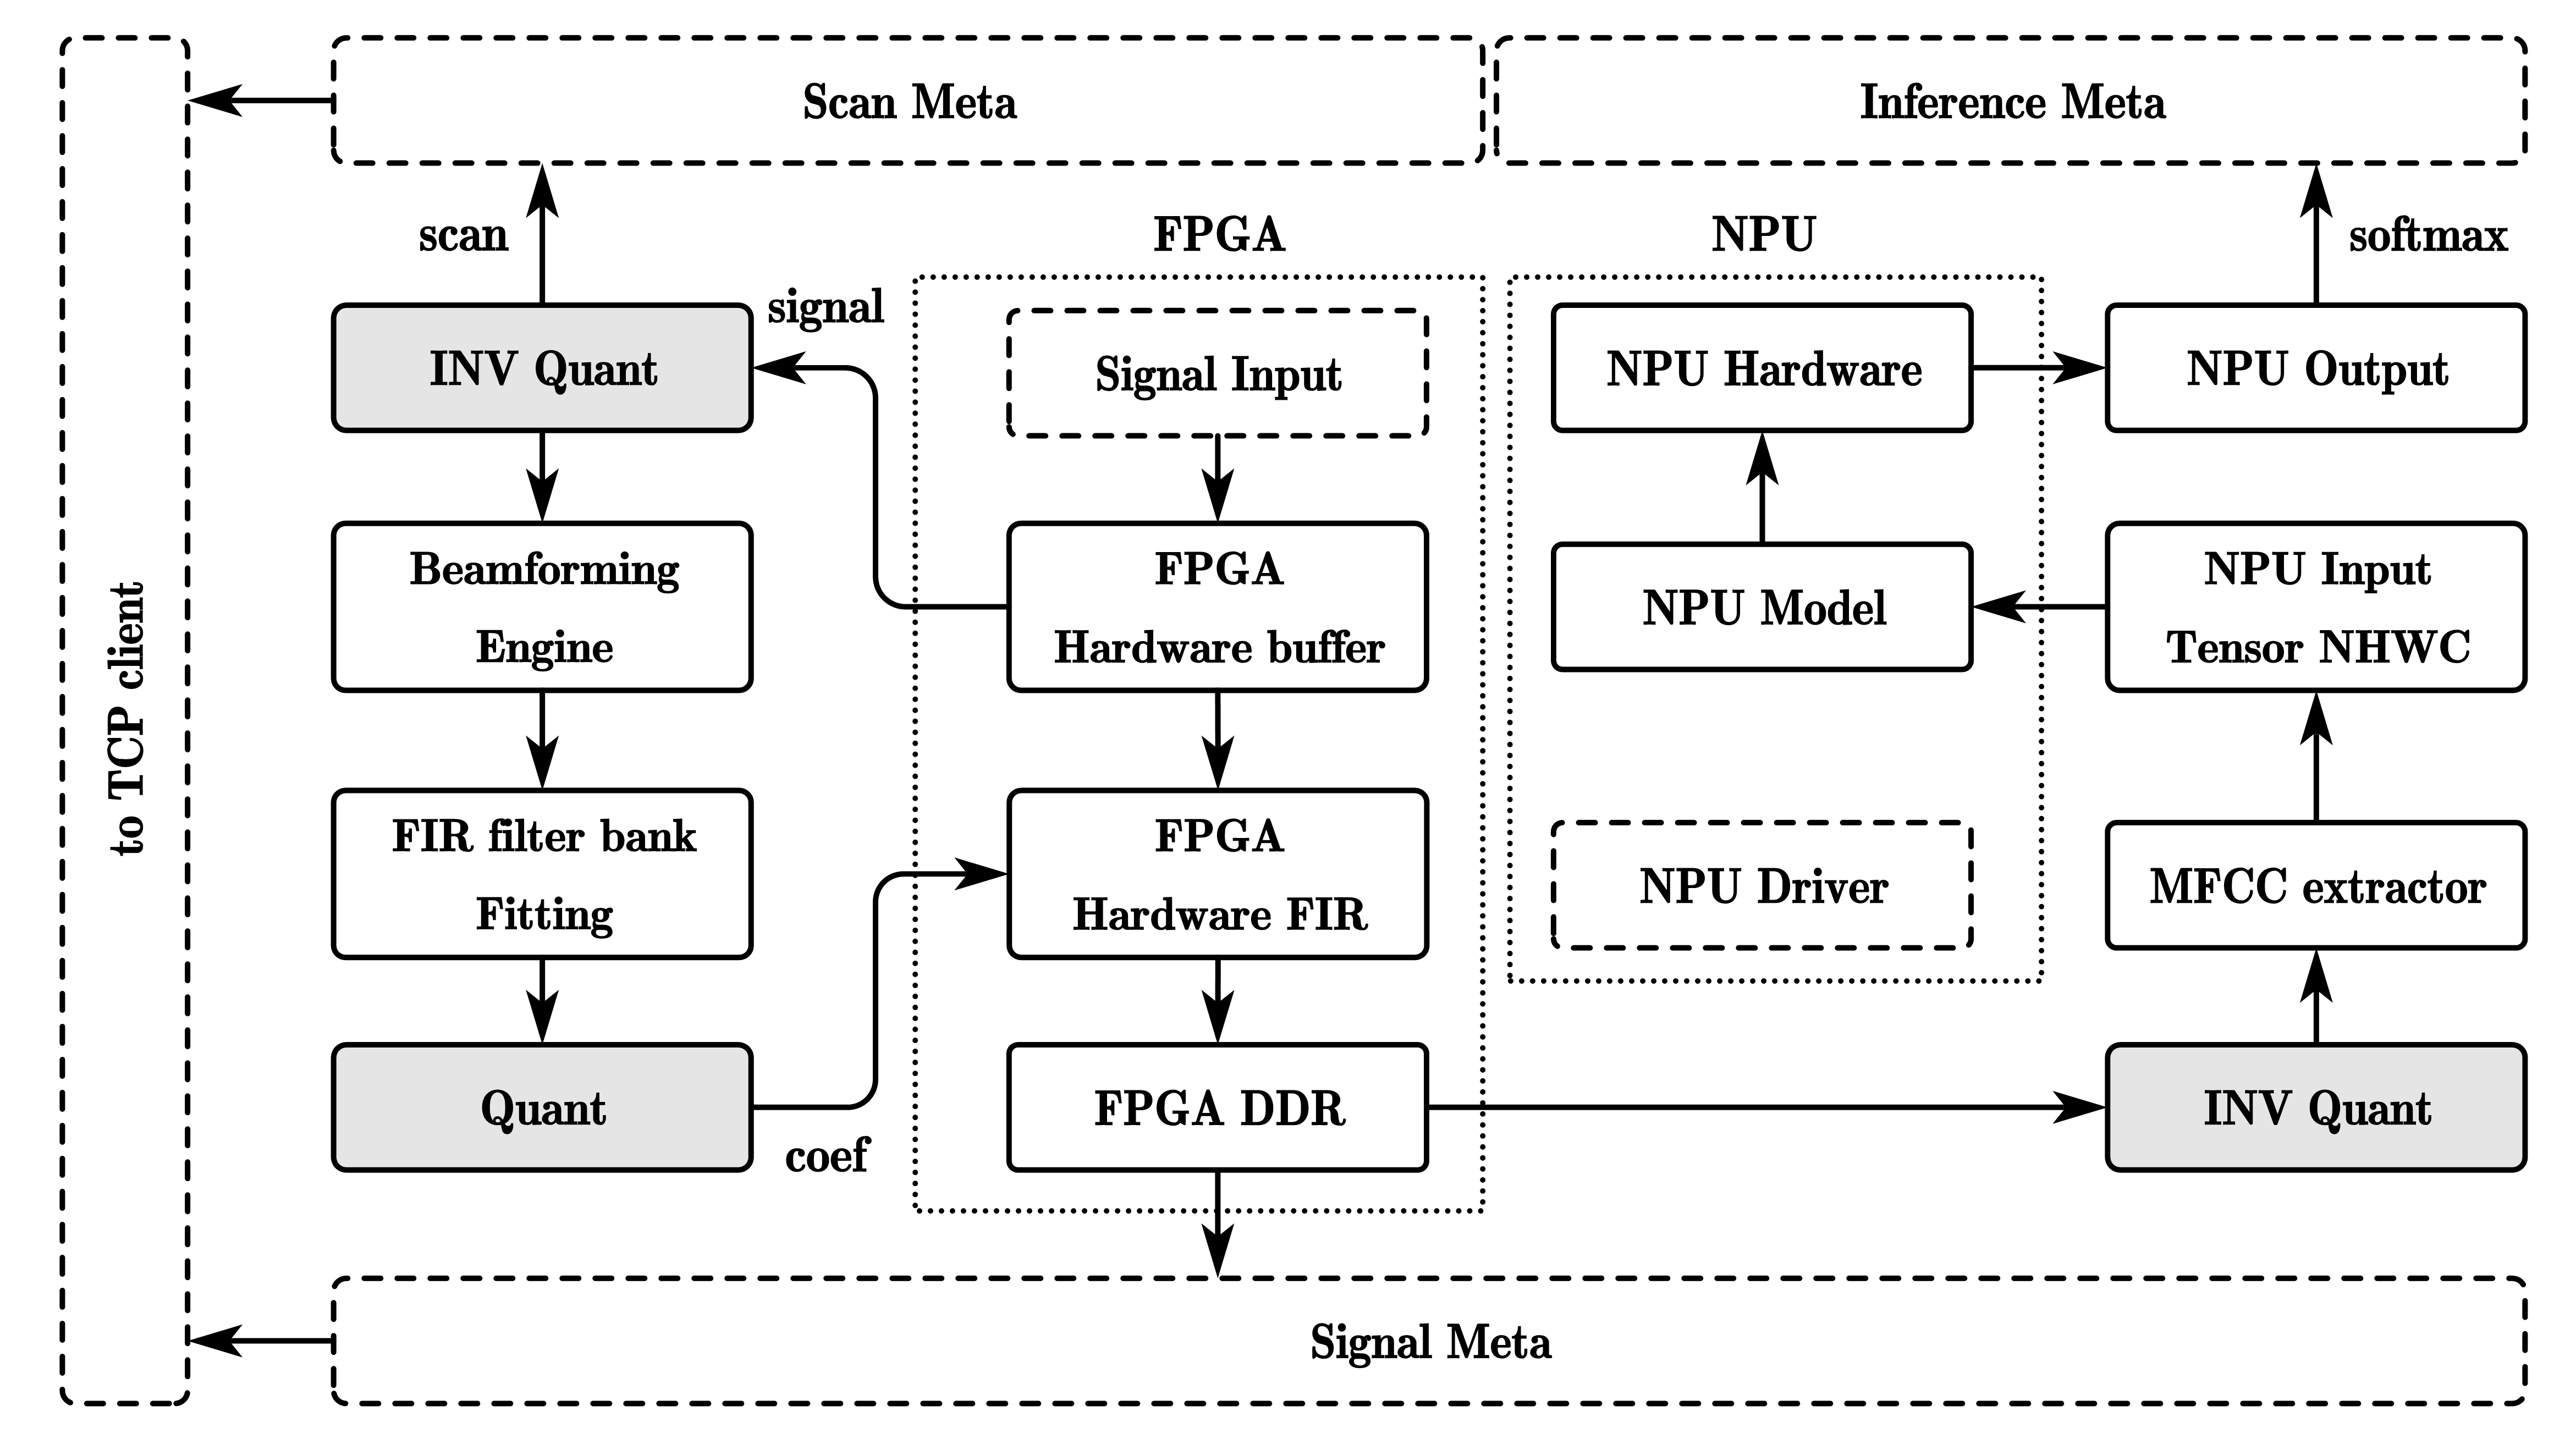 Scan Meta
Inference Meta
scan
FPGA
NPU
softmax
signal
INV Quant
Signal Input
NPU Hardware
NPU Output
Beamforming
Engine
FPGA
Hardware buffer
NPU Model
NPU Input
Tensor NHWC
to TCP client
FIR filter bank
Fitting
FPGA
Hardware FIR
NPU Driver
MFCC extractor
Quant
coef
FPGA DDR
INV Quant
Signal Meta